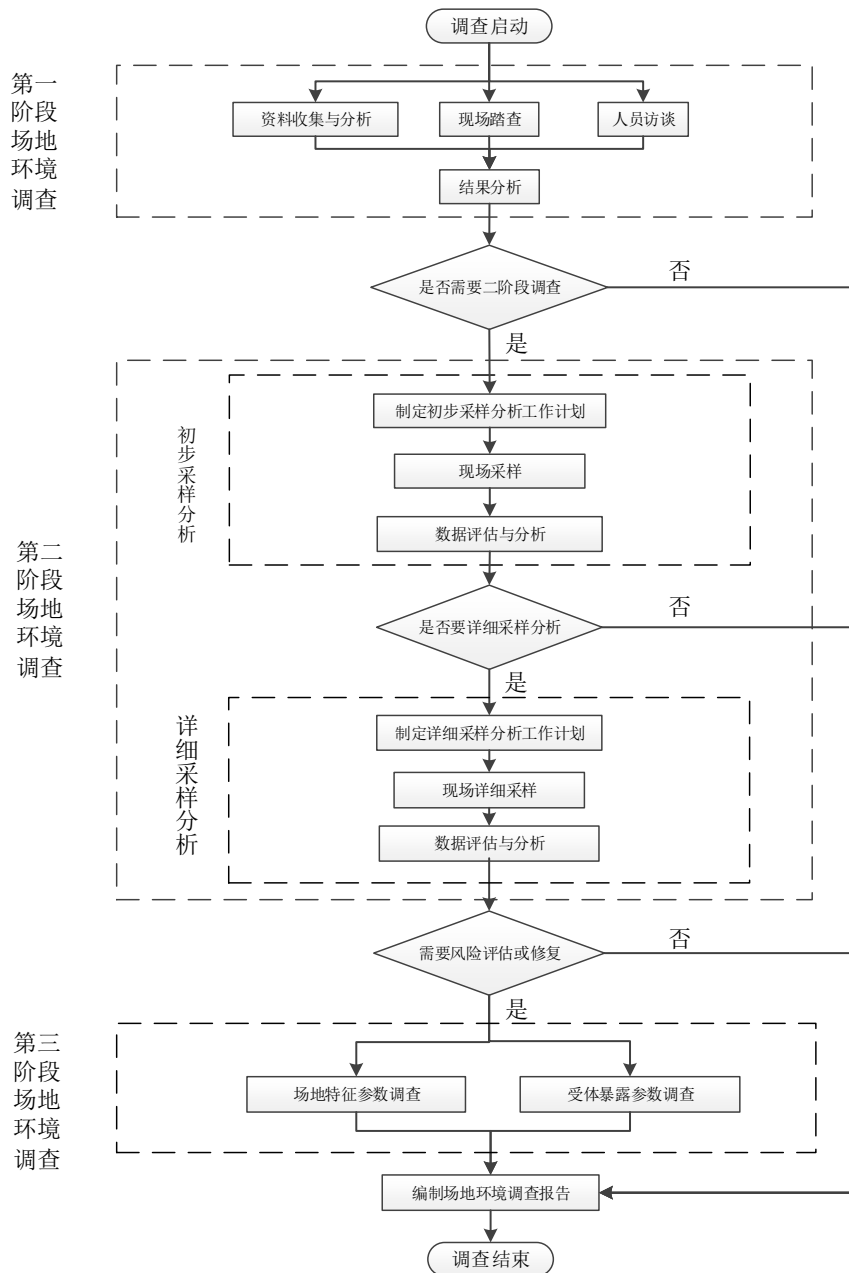 调查启动
第一
阶段
场地
环境
调查
资料收集与分析
现场踏查
人员访谈
结果分析
是否需要二阶段调查
否
是
第二
阶段
场地
环境
调查
初步采样分析
制定初步采样分析工作计划
现场采样
数据评估与分析
是否要详细采样分析
否
是
详细采样分析
制定详细采样分析工作计划
现场详细采样
数据评估与分析
需要风险评估或修复
否
是
第三
阶段
场地
环境
调查
场地特征参数调查
受体暴露参数调查
编制场地环境调查报告
调查结束